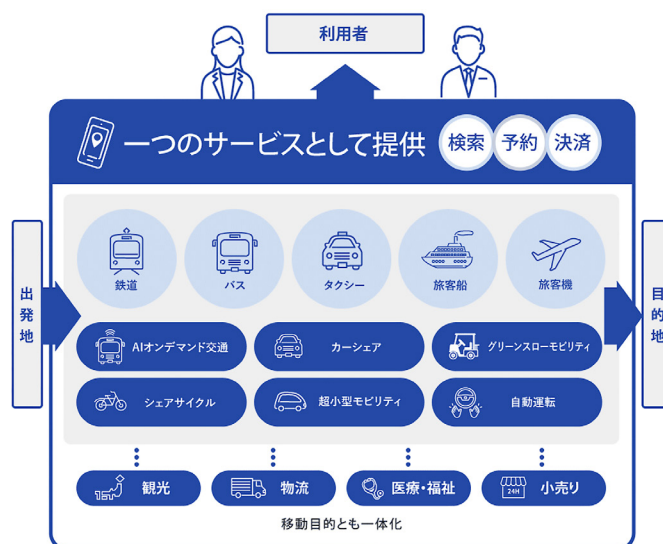 利用者
一つのサービスとして提供
検索
予約
決済
出発地
目的地
鉄道
バス
タクシー
旅客船
旅客機
AIオンデマンド交通
カーシェア
グリーンスローモビリティ
シェアサイクル
超小型モビリティ
自動運転
観光
物流
医療・福祉
24H
小売り
移動目的とも一体化